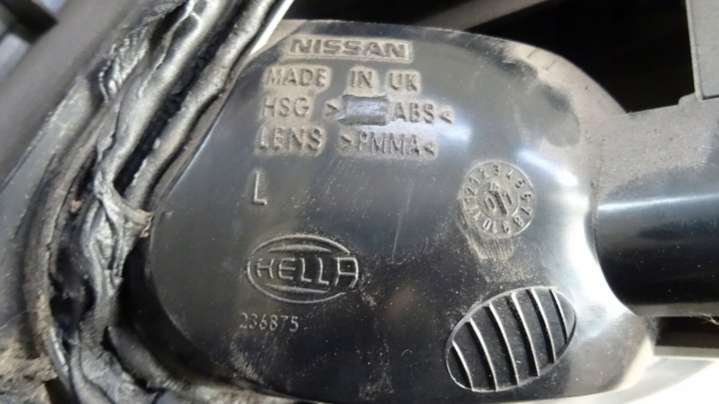 NISSAN
MADE IN UK
HSG > ABS<
LENS >PMMA<
L
HELLA
236875